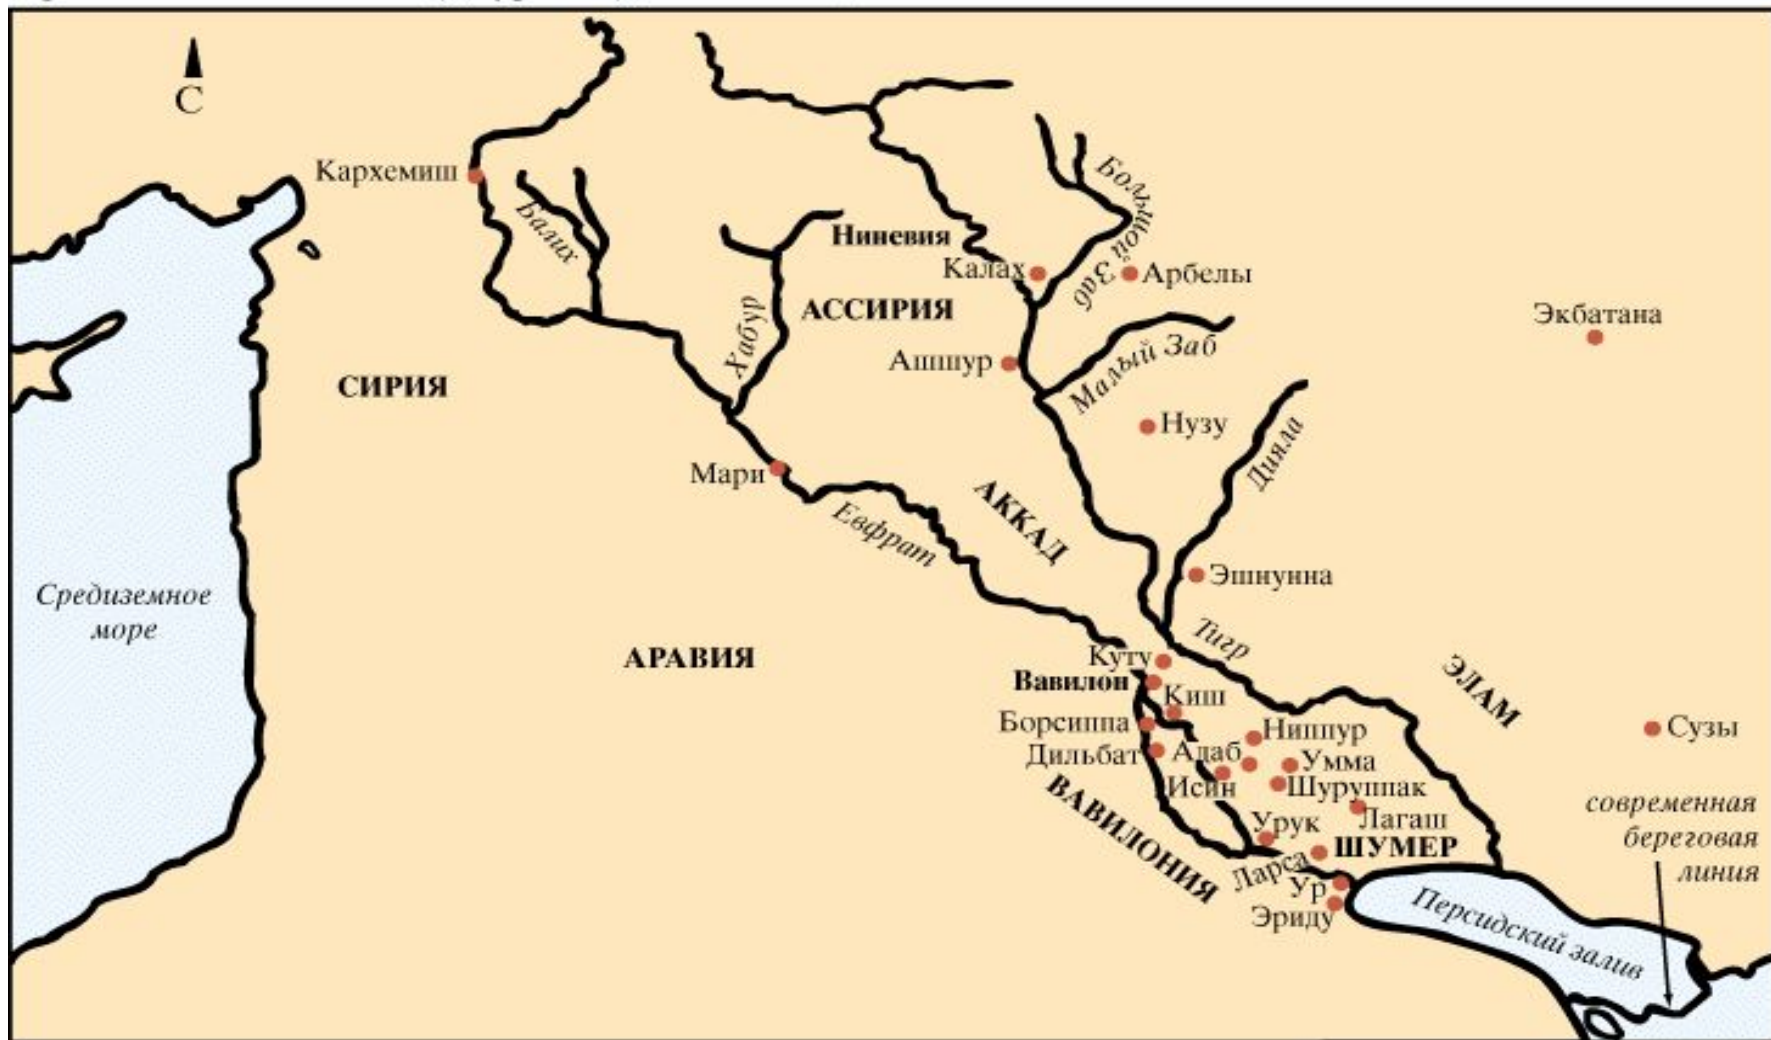 С
Кархемиш
Балих
Большой Заб
Ниневия
Калах
Арбелы
Хабур
АССИРИЯ
Экбатана
Ашшур
Малый Заб
СИРИЯ
Нузу
Дияла
Мари
АККАД
Евфрат
Эшнунна
Средиземное
море
Тигр
АРАВИЯ
Куту
Вавилон
Киш
ЭЛАМ
Борсиппа
Ниппур
Сузы
Дильбат
Адаб
Умма
Исин
Шуруппак
ВАВИЛОНИЯ
Урук
Лагаш
ШУМЕР
Ларса
Ур
Эриду
современная
береговая
линия
Персидский залив